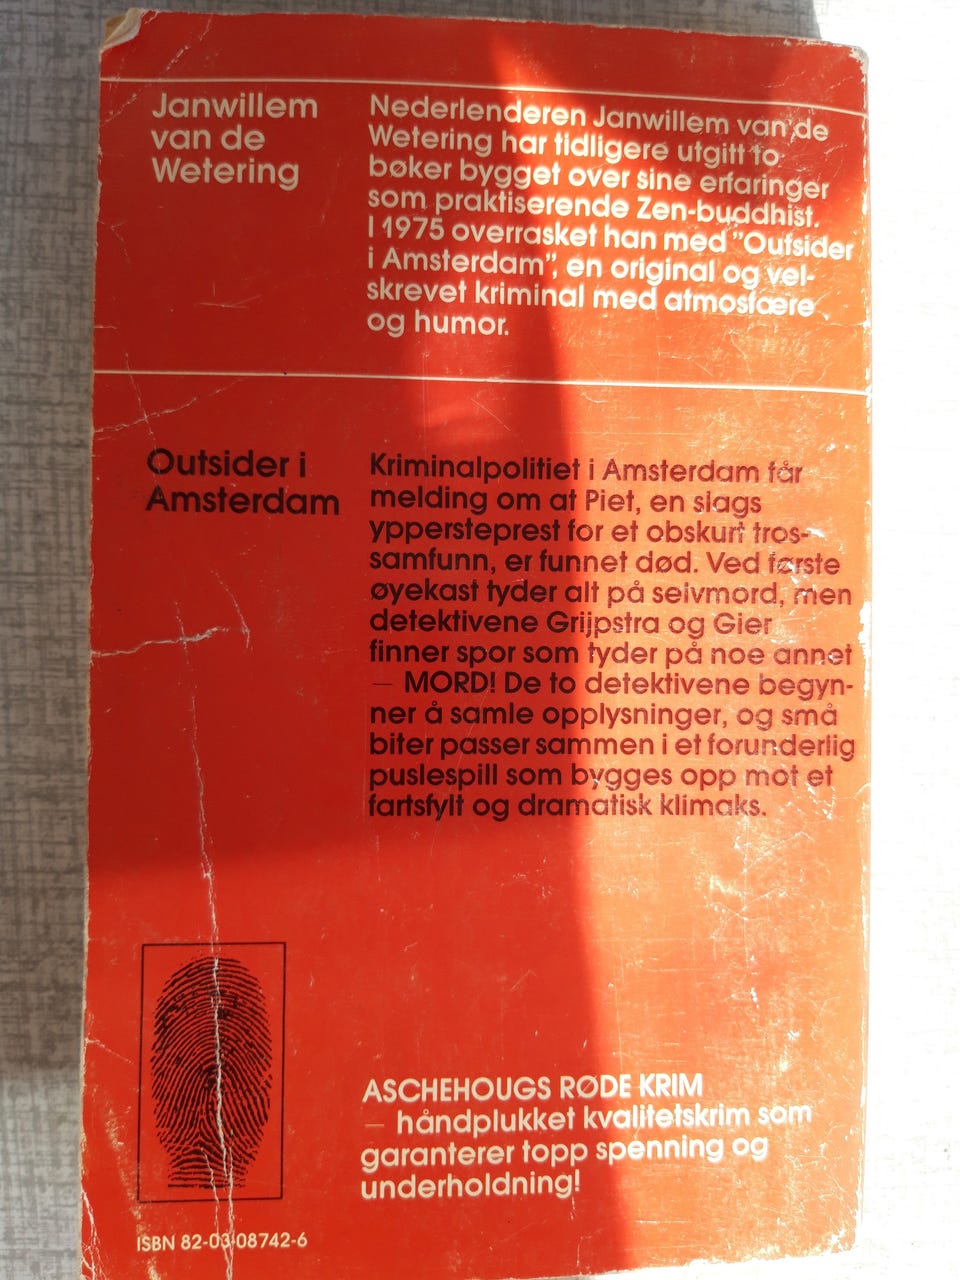 Janwillem
van de
Wetering
Nederlenderen Janwillem van de
Wetering har tidligere utgitt to
bøker bygget over sine erfaringer
som praktiserende Zen-buddhist.
I 1975 overrasket han med "Outsider
i Amsterdam", en original og vel-
skrevet kriminal med atmosfære
og humor.
Outsider i
Amsterdam
Kriminalpolitiet i Amsterdam får
melding om at Piet, en slags
yppersteprest for et obskurt tros-
samfunn, er funnet død. Ved første
øyekast tyder alt på seivmord, men
detektivene Grijpstra og Gier
finner spor som tyder på noe annet
— MORD! De to detektivene begyn-
ner å samle opplysninger, og små
biter passer sammen i et forunderlig
puslespill som bygges opp mot et
fartsfylt og dramatisk klimaks.
ASCHEHOUGS RØDE KRIM
— håndplukket kvalitetskrim som
garanterer topp spenning og
underholdning!
ISBN 82-03-08742-6